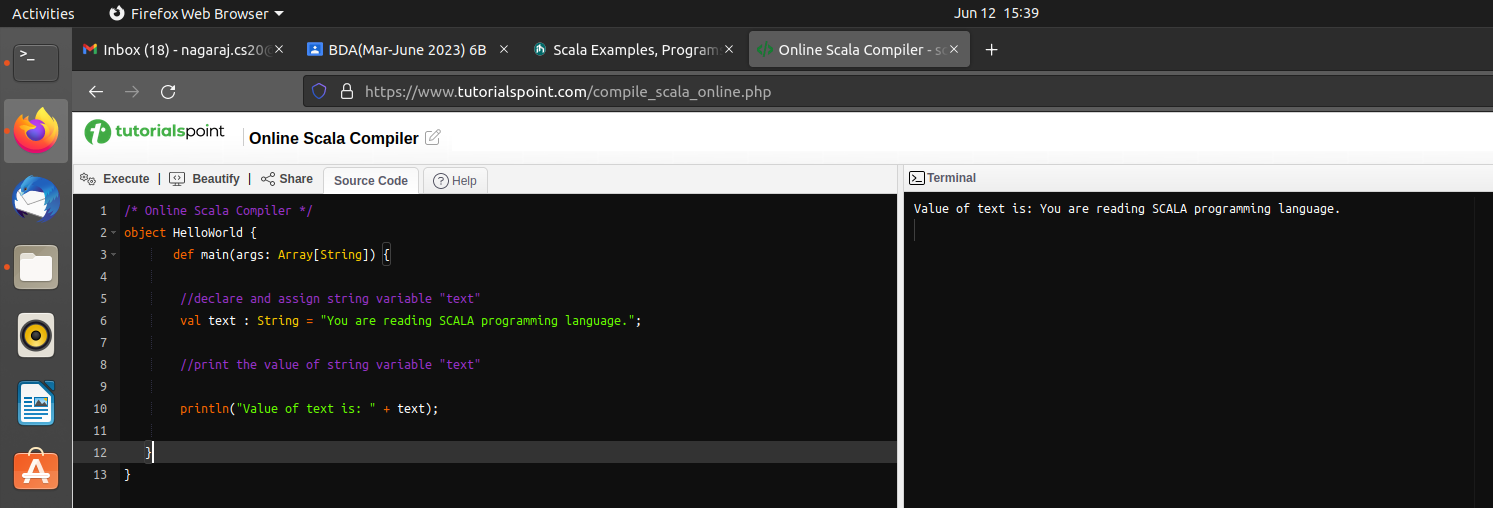 Activities Firefox Web Browser Jun 12 15:39
Inbox (18) - nagaraj.cs20@ BDA(Mar-June 2023) 6B Scala Examples, Program Online Scala Compiler - sc
https://www.tutorialspoint.com/compile_scala_online.php
tutorialspoint Online Scala Compiler
Execute | Beautify | Share Source Code Help
Terminal
1 /* Online Scala Compiler */
2 object HelloWorld {
3 def main(args: Array[String]) {
4
5 //declare and assign string variable "text"
6 val text : String = "You are reading SCALA programming language.";
7
8 //print the value of string variable "text"
9
10 println("Value of text is: " + text);
11
12 }
13 }
Value of text is: You are reading SCALA programming language.